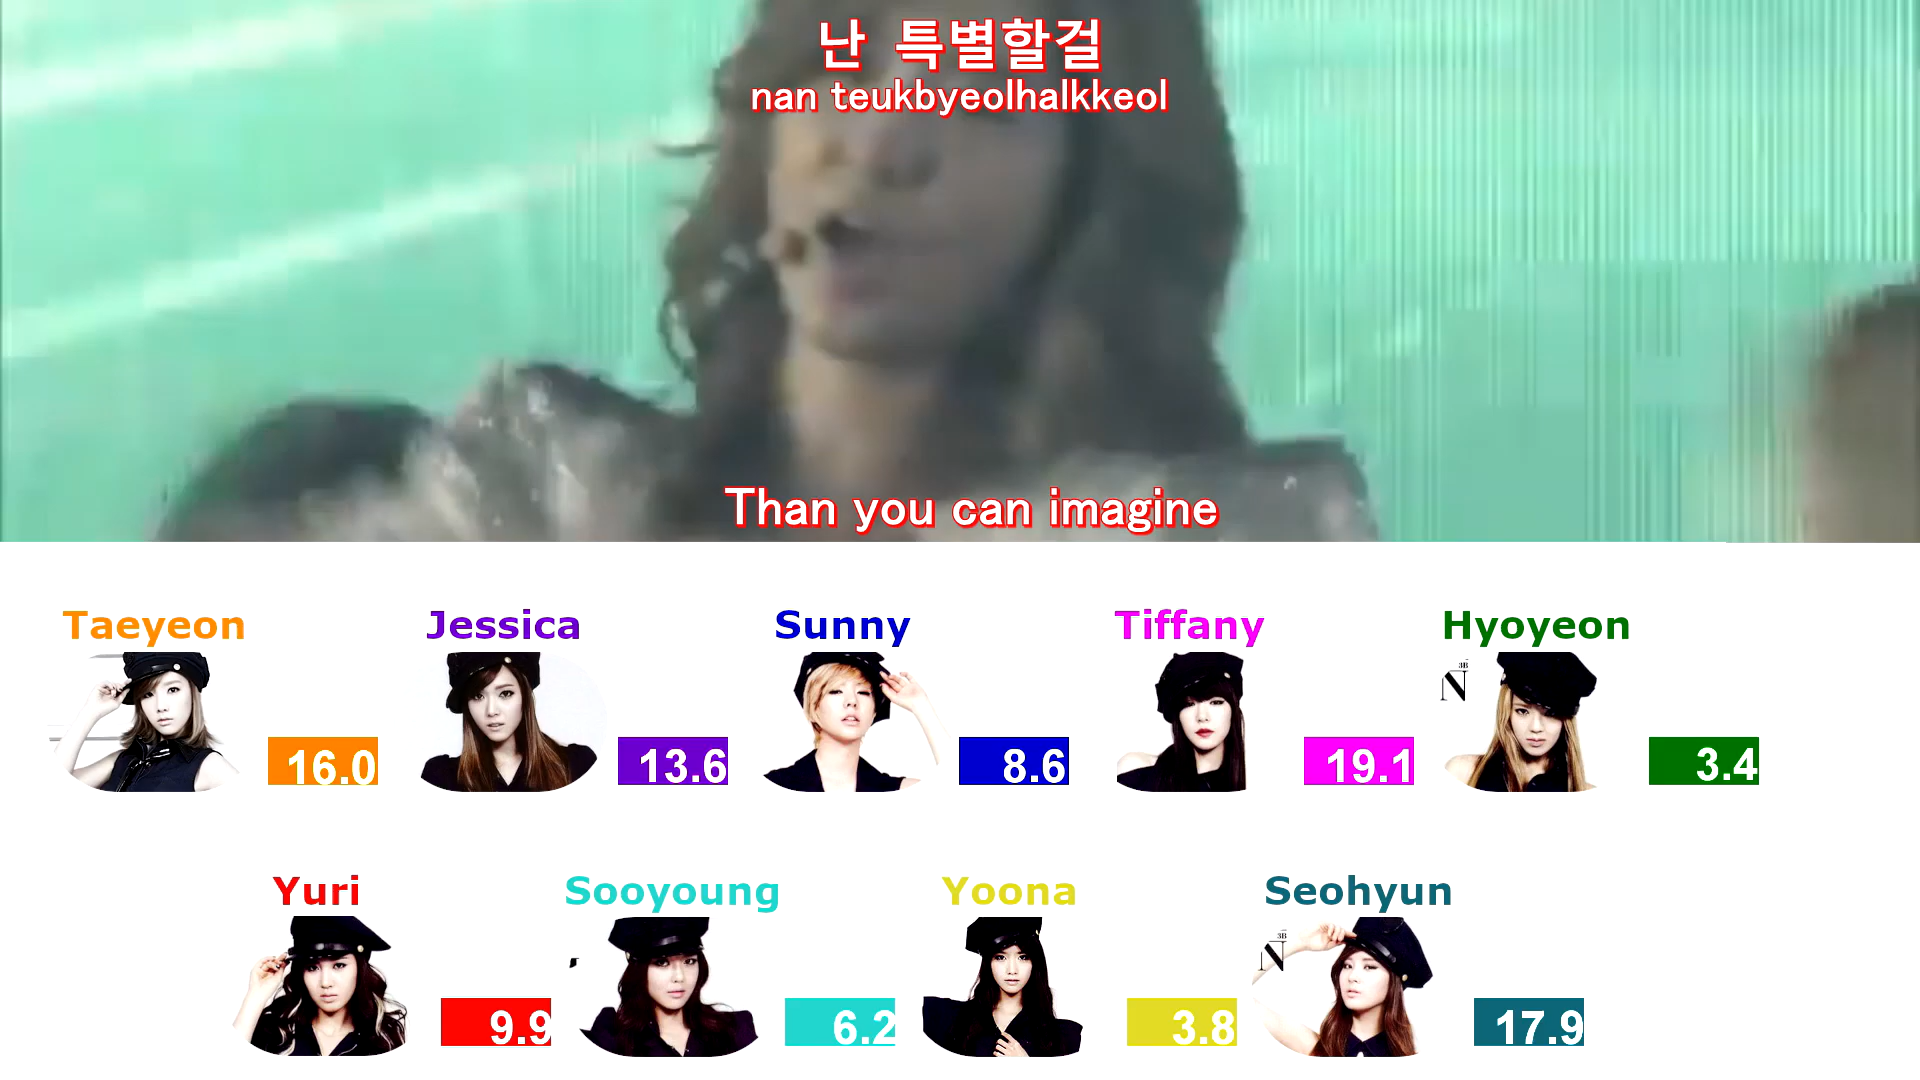 난 특별할걸
nan teukbyeolhalkkeol
Than you can imagine
Taeyeon
Jessica
Sunny
Tiffany
Hyoyeon
3B
N
16.0
13.6
8.6
19.1
3.4
Yuri
Sooyoung
Yoona
Seohyun
3B
N
9.9
6.2
3.8
17.9